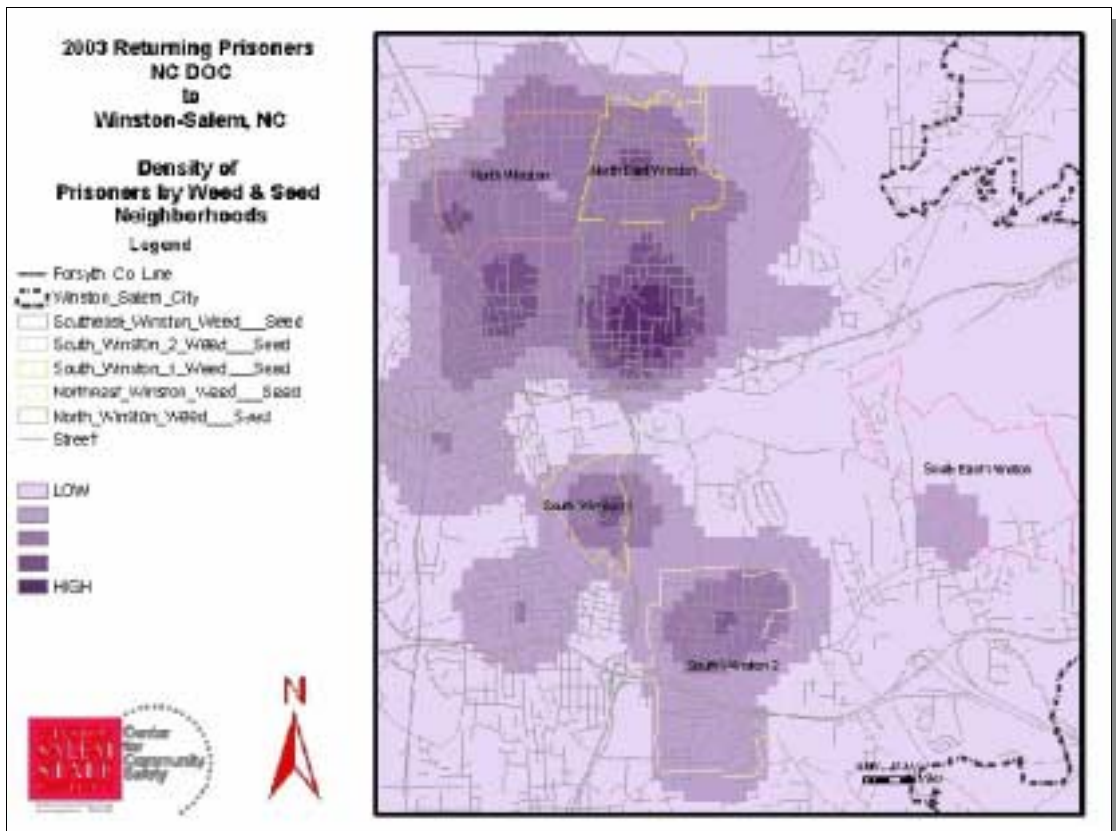 2003 Returning Prisoners
NC DOC
to
Winston-Salem, NC
Density of
Prisoners by Weed & Seed
Neighborhoods
Legend
Forsyth Co Line
Winston_Salem_City
Southeast_Winston_Weed___Seed
South_Winston_2_Weed___Seed
South_Winston_1_Weed___Seed
Northeast_Winston_Weed___Seed
North_Winston_Weed___Seed
Street
LOW
HIGH
N
SALEM
STATE
Center
for
Community
Safety
North Winston
North East Winston
South Winston 1
South East Winston
South Winston 2